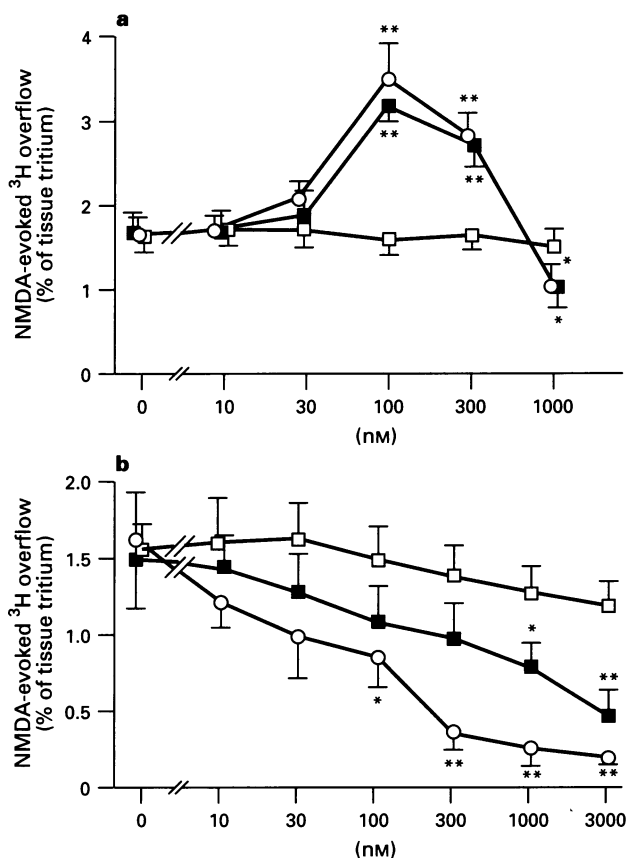 a
NMDA-evoked ³H overflow
(% of tissue tritium)
4
3
2
1
0
**
**
**
**
*
*
0 10 30 100 300 1000
(nM)
b
NMDA-evoked ³H overflow
(% of tissue tritium)
2.0
1.5
1.0
0.5
0
*
**
*
**
**
**
0 10 30 100 300 1000 3000
(nM)